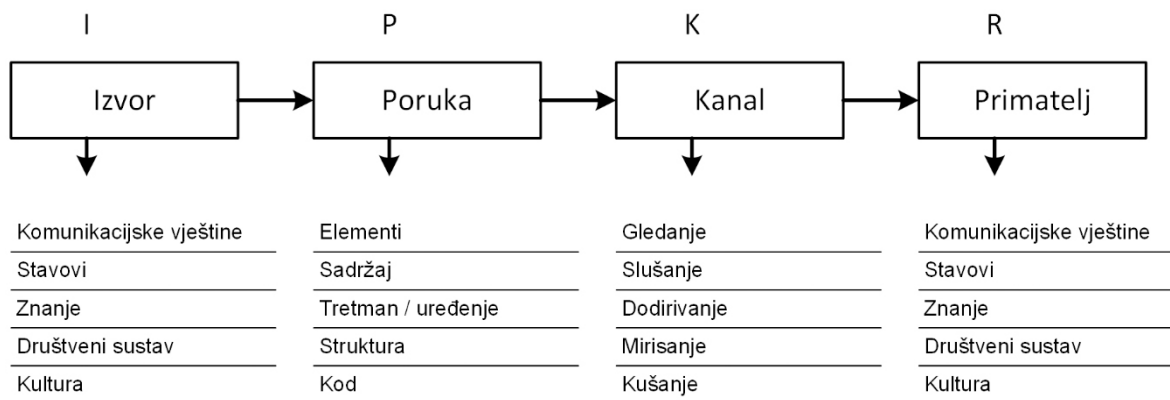 I P K R
Izvor Poruka Kanal Primatelj
Komunikacijske vještine Elementi Gledanje Komunikacijske vještine
Stavovi Sadržaj Slušanje Stavovi
Znanje Tretman / uređenje Dodirivanje Znanje
Društveni sustav Struktura Mirisanje Društveni sustav
Kultura Kod Kušanje Kultura